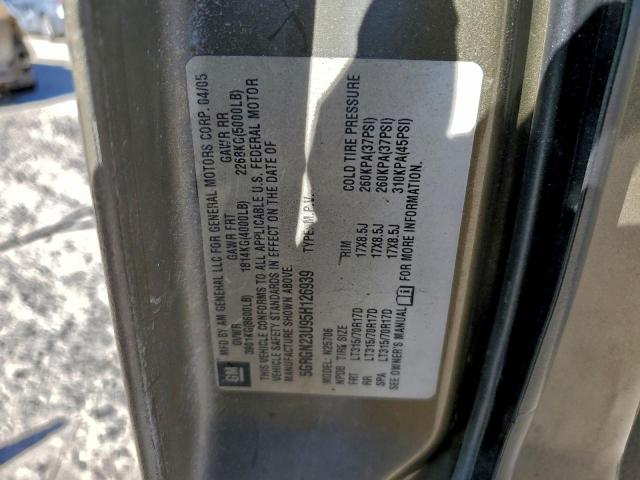 GM MFD BY AM GENERAL LLC FOR GENERAL MOTORS CORP. 04/05
GVWR GAWR FRT GAWR RR
3901KG(8600LB) 1814KG(4000LB) 2268KG(5000LB)
THIS VEHICLE CONFORMS TO ALL APPLICABLE U.S. FEDERAL MOTOR
VEHICLE SAFETY STANDARDS IN EFFECT ON THE DATE OF
MANUFACTURE SHOWN ABOVE.
5GRGN23U95H126939 TYPE: M.P.V.
MODEL: N25706
NPDB TIRE SIZE RIM COLD TIRE PRESSURE
FRT LT315/70R17D 17X8.5J 260KPA(37PSI)
RR LT315/70R17D 17X8.5J 260KPA(37PSI)
SPA LT315/70R17D 17X8.5J 310KPA(45PSI)
SEE OWNER'S MANUAL FOR MORE INFORMATION.